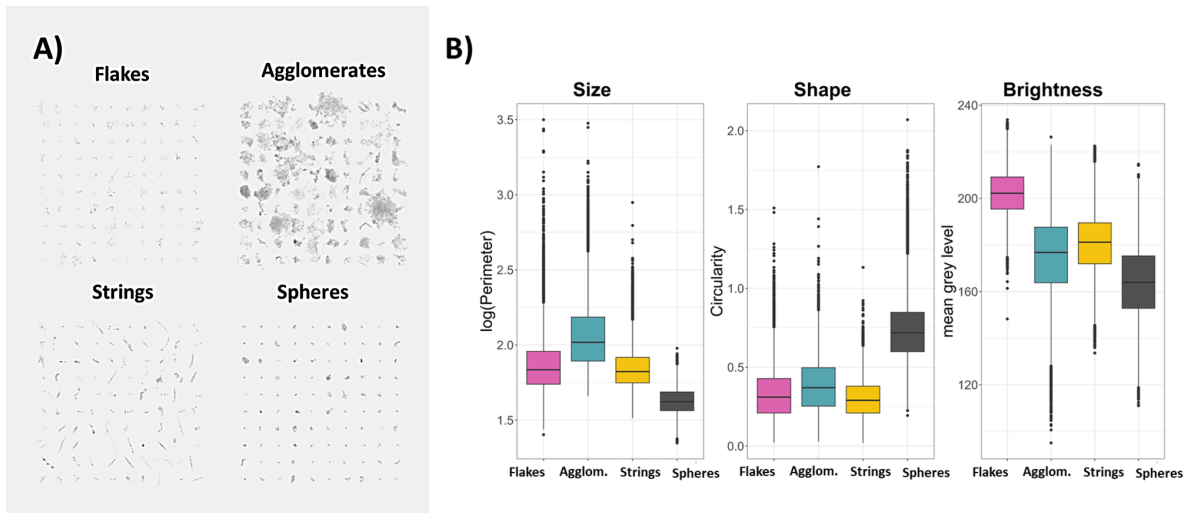 A)
Flakes
Agglomerates
Strings
Spheres
B)
Size
log(Perimeter)
3.5
3.0
2.5
2.0
1.5
Flakes Agglom. Strings Spheres
Shape
Circularity
2.0
1.5
1.0
0.5
0.0
Flakes Agglom. Strings Spheres
Brightness
mean grey level
240
200
160
120
Flakes Agglom. Strings Spheres